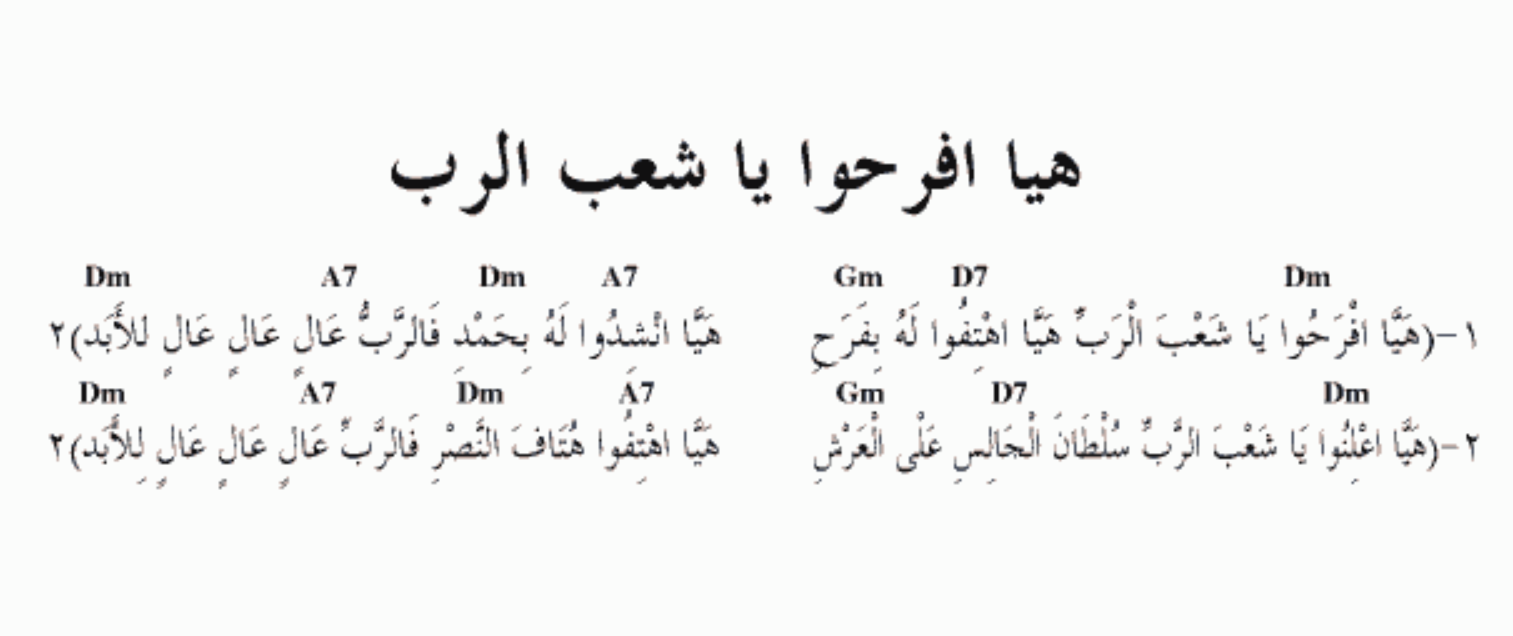 هيا افرحوا يا شعب الرب
Dm D7 Gm A7 Dm A7 Dm
١-(هَيَّا افْرَحُوا يَا شَعْبَ الْرَبِّ هَيَّا اهْتِفُوا لَهُ بِفَرَحِ هَيَّا انْشِدُوا لَهُ بِحَمْدِ فَالرَّبُّ عَالٍ عَالٍ عَالٍ للأَبَد)٢
Dm D7 Gm A7 Dm A7 Dm
٢-(هَيَّا اعْلِنُوا يَا شَعْبَ الرَّبِّ سُلْطَانَ الْجَالِسِ عَلْى الْعَرْشِ هَيَّا اهْتِفُوا هُتَافَ النَّصْرِ فَالرَّبِّ عَالٍ عَالٍ عَالٍ لِلأَبَد)٢